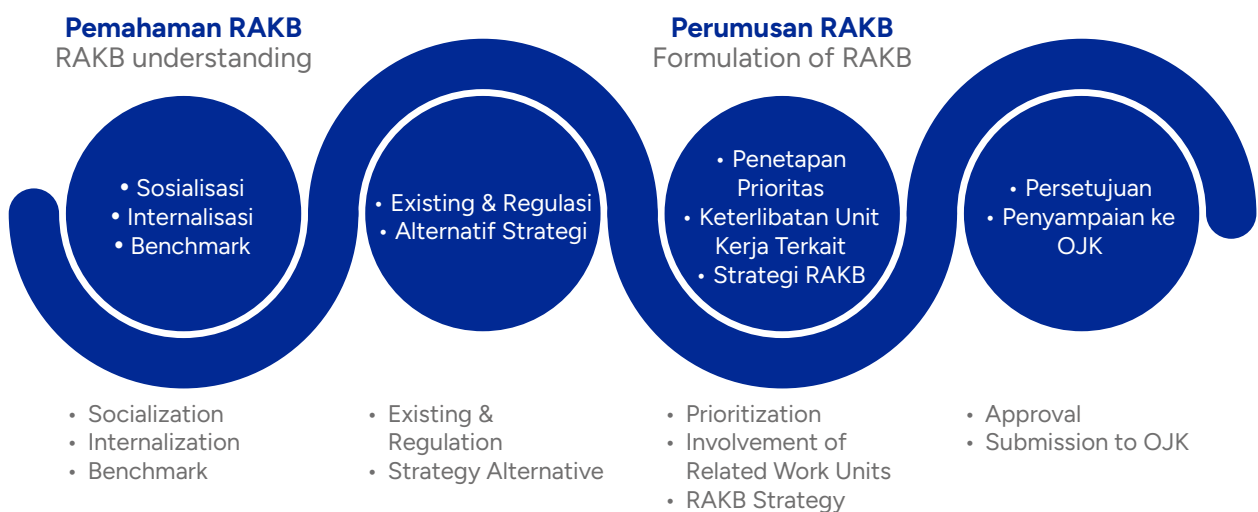 Pemahaman RAKB
RAKB understanding
Perumusan RAKB
Formulation of RAKB
• Sosialisasi
• Internalisasi
• Benchmark
• Existing & Regulasi
• Alternatif Strategi
• Penetapan
Prioritas
• Keterlibatan Unit
Kerja Terkait
• Strategi RAKB
• Persetujuan
• Penyampaian ke
OJK
• Socialization
• Internalization
• Benchmark
• Existing &
Regulation
• Strategy Alternative
• Prioritization
• Involvement of
Related Work Units
• RAKB Strategy
• Approval
• Submission to OJK